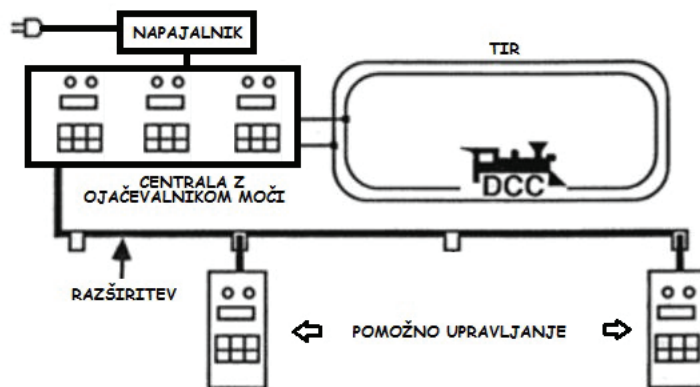 NAPAJALNIK
TIR
CENTRALA Z
OJAČEVALNIKOM MOČI
DCC
RAZŠIRITEV
POMOŽNO UPRAVLJANJE